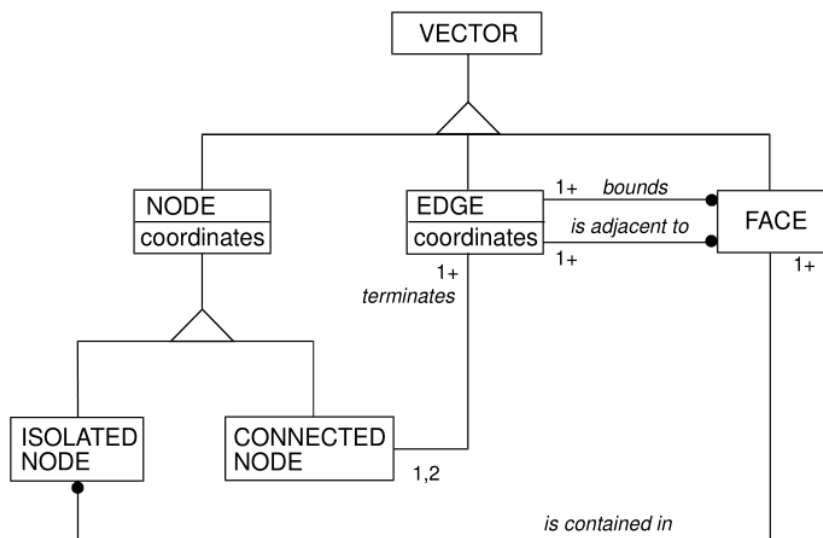 VECTOR
1+ bounds
NODE
EDGE
FACE
coordinates
coordinates
is adjacent to
1+
1+
1+
terminates
ISOLATED
NODE
CONNECTED
NODE
1,2
is contained in